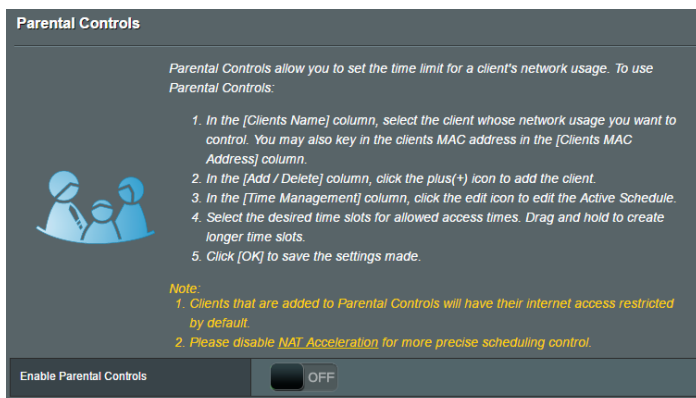 Parental Controls
Parental Controls allow you to set the time limit for a client's network usage. To use
Parental Controls:
1. In the [Clients Name] column, select the client whose network usage you want to
control. You may also key in the clients MAC address in the [Clients MAC
Address] column.
2. In the [Add / Delete] column, click the plus(+) icon to add the client.
3. In the [Time Management] column, click the edit icon to edit the Active Schedule.
4. Select the desired time slots for allowed access times. Drag and hold to create
longer time slots.
5. Click [OK] to save the settings made.
Note:
1. Clients that are added to Parental Controls will have their internet access restricted
by default.
2. Please disable NAT Acceleration for more precise scheduling control.
Enable Parental Controls
OFF